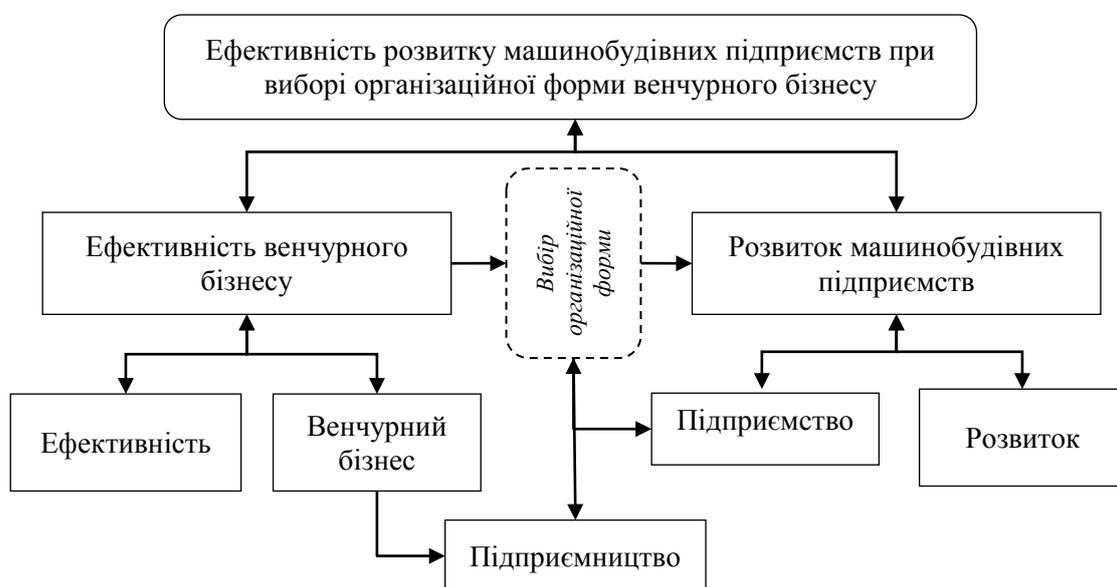 Ефективність розвитку машинобудівних підприємств при
виборі організаційної форми венчурного бізнесу
Ефективність венчурного
бізнесу
Вибір
організаційної
форми
Розвиток машинобудівних
підприємств
Ефективність
Венчурний
бізнес
Підприємство
Розвиток
Підприємництво